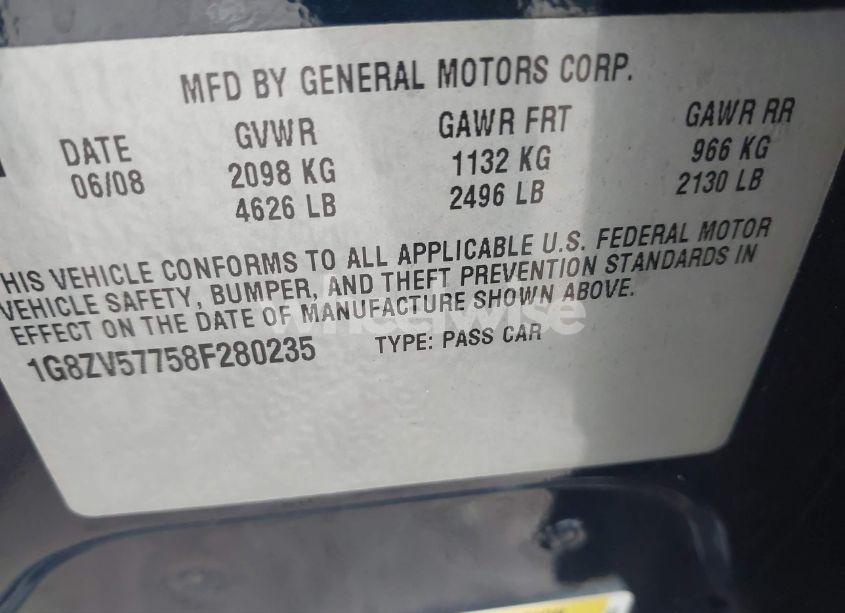 MFD BY GENERAL MOTORS CORP.
DATE GVWR GAWR FRT GAWR RR
06/08 2098 KG 1132 KG 966 KG
4626 LB 2496 LB 2130 LB
HIS VEHICLE CONFORMS TO ALL APPLICABLE U.S. FEDERAL MOTOR
VEHICLE SAFETY, BUMPER, AND THEFT PREVENTION STANDARDS IN
EFFECT ON THE DATE OF MANUFACTURE SHOWN ABOVE.
1G8ZV57758F280235 TYPE: PASS CAR
wheelwise